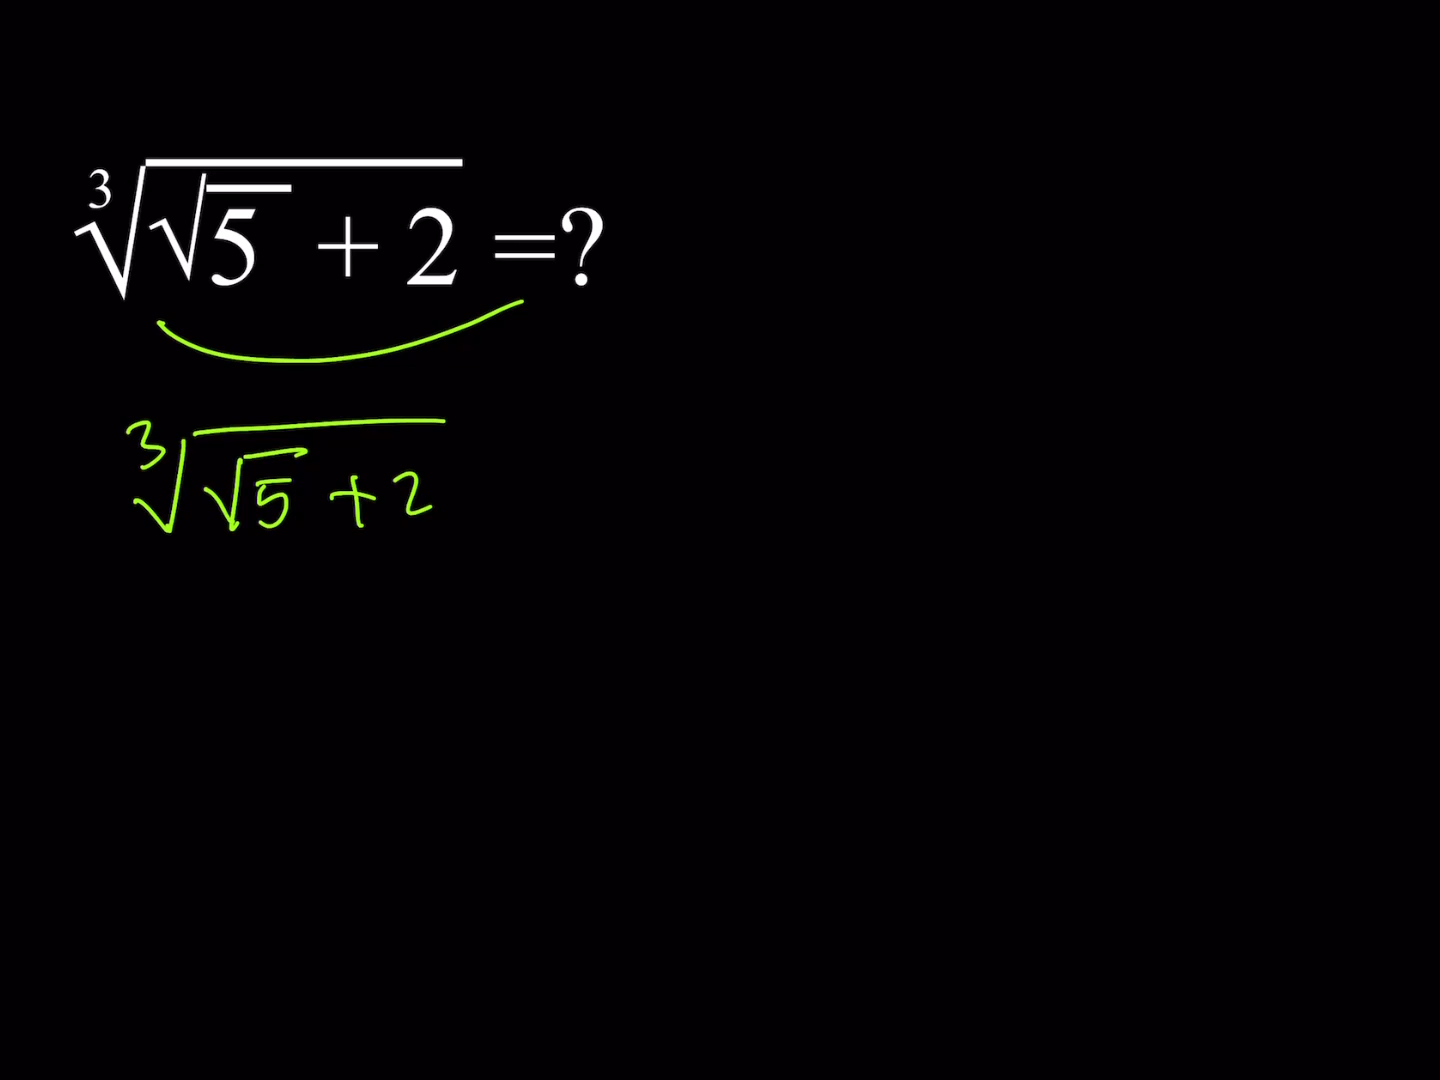 ∛(√5 + 2) =?
∛(√5 + 2)